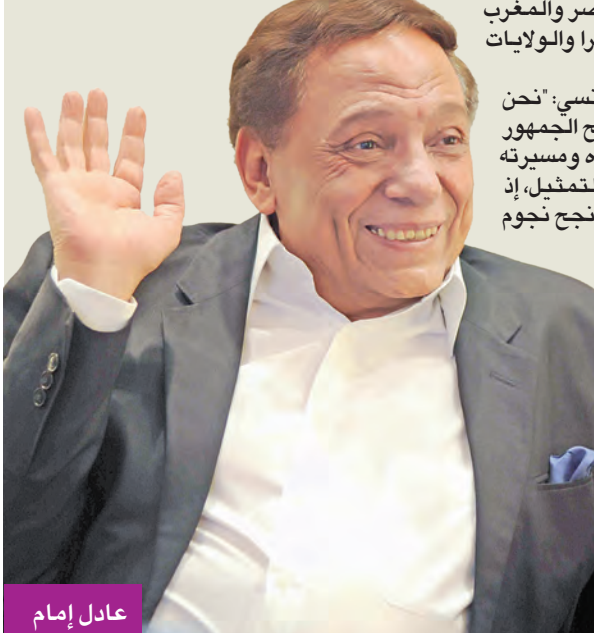 صر والمغرب
را والولايات
نسي: "نحن
ح الجمهور
ه ومسيرته
لتمثيل، إذ
نجح نجوم
عادل إمام